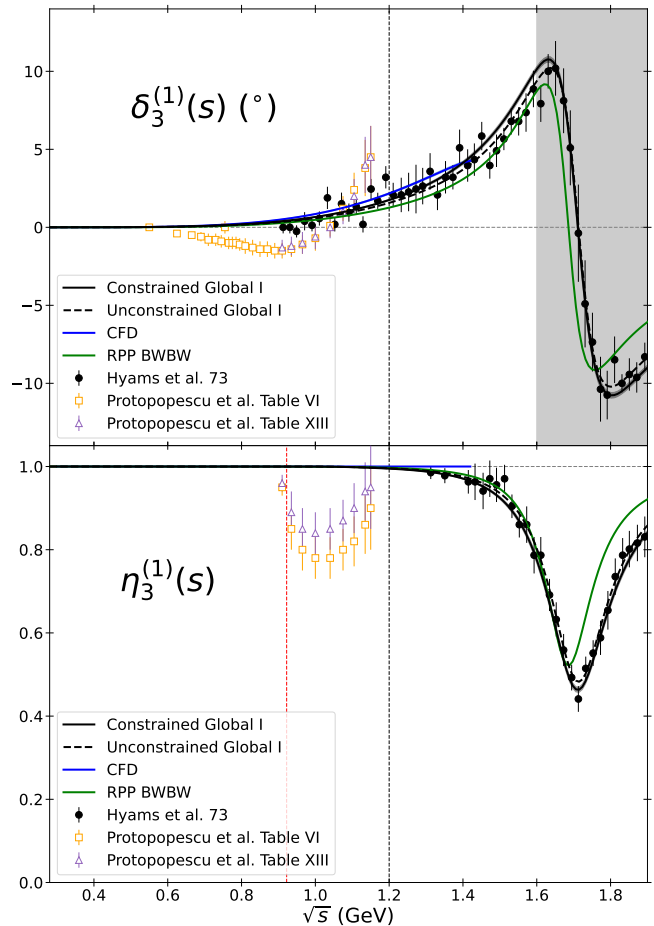 10
5
0
−5
−10
δ₃⁽¹⁾(s) (°)
Constrained Global I
Unconstrained Global I
CFD
RPP BWBW
Hyams et al. 73
Protopopescu et al. Table VI
Protopopescu et al. Table XIII
1.0
0.8
0.6
0.4
0.2
0.0
η₃⁽¹⁾(s)
Constrained Global I
Unconstrained Global I
CFD
RPP BWBW
Hyams et al. 73
Protopopescu et al. Table VI
Protopopescu et al. Table XIII
0.4 0.6 0.8 1.0 1.2 1.4 1.6 1.8
√s (GeV)